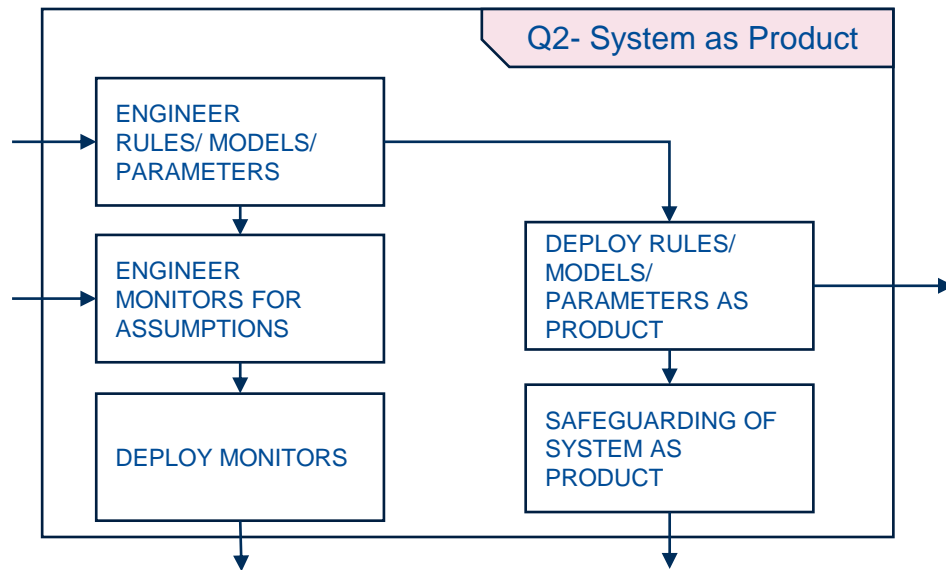 Q2- System as Product
ENGINEER
RULES/ MODELS/
PARAMETERS
ENGINEER
MONITORS FOR
ASSUMPTIONS
DEPLOY MONITORS
DEPLOY RULES/
MODELS/
PARAMETERS AS
PRODUCT
SAFEGUARDING OF
SYSTEM AS
PRODUCT